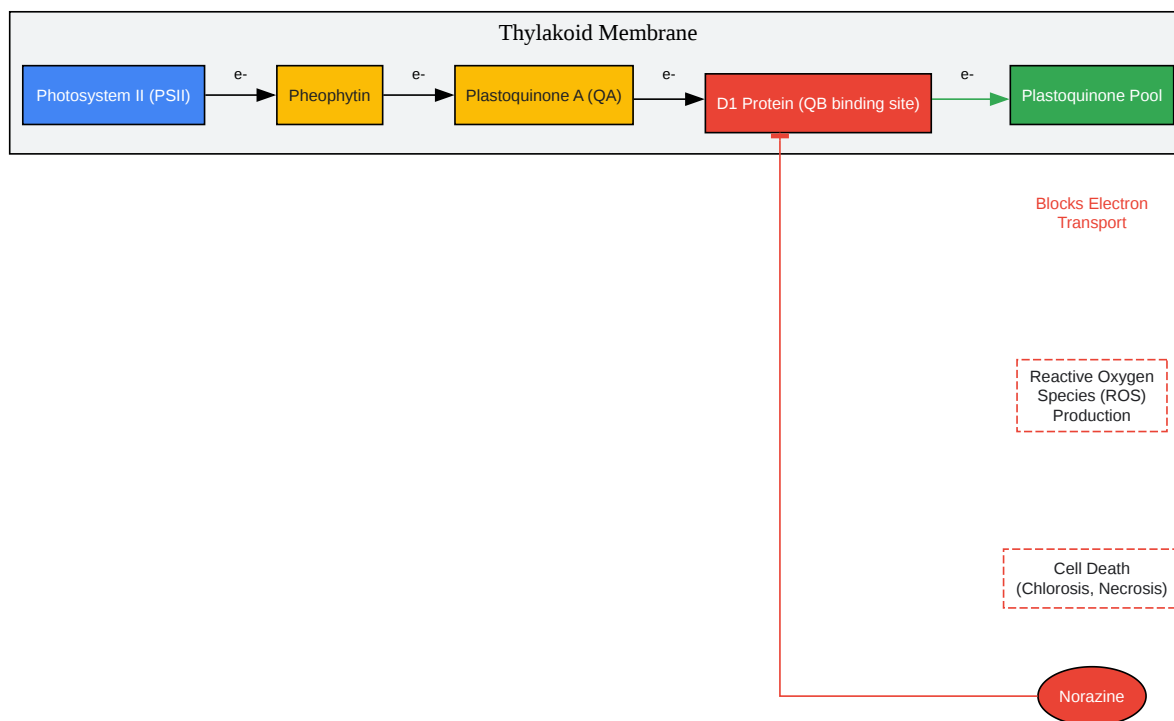 Thylakoid Membrane
e-
e-
e-
e-
Photosystem II (PSII)
Pheophytin
Plastoquinone A (QA)
D1 Protein (QB binding site)
Plastoquinone Pool
Blocks Electron
Transport
Reactive Oxygen
Species (ROS)
Production
Cell Death
(Chlorosis, Necrosis)
Norazine